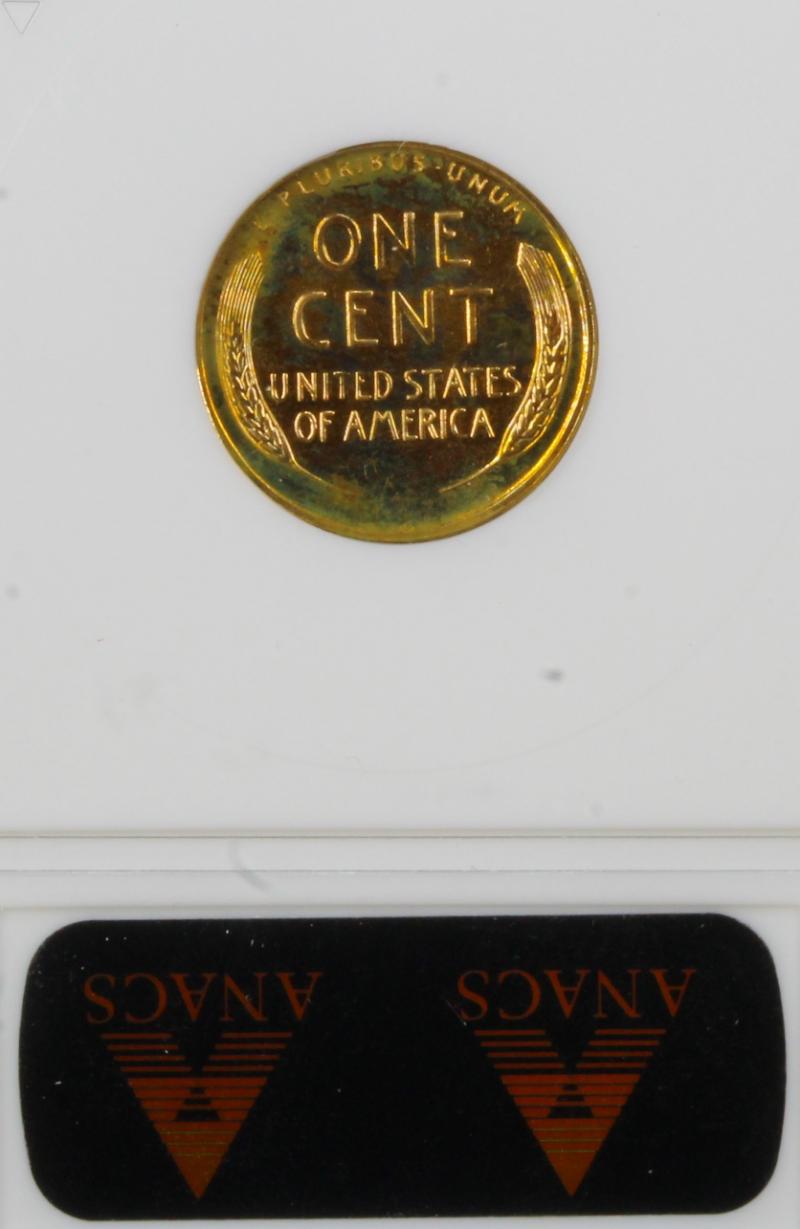 E · PLURIBUS · UNUM
ONE
CENT
UNITED STATES
OF AMERICA
ANACS ANACS